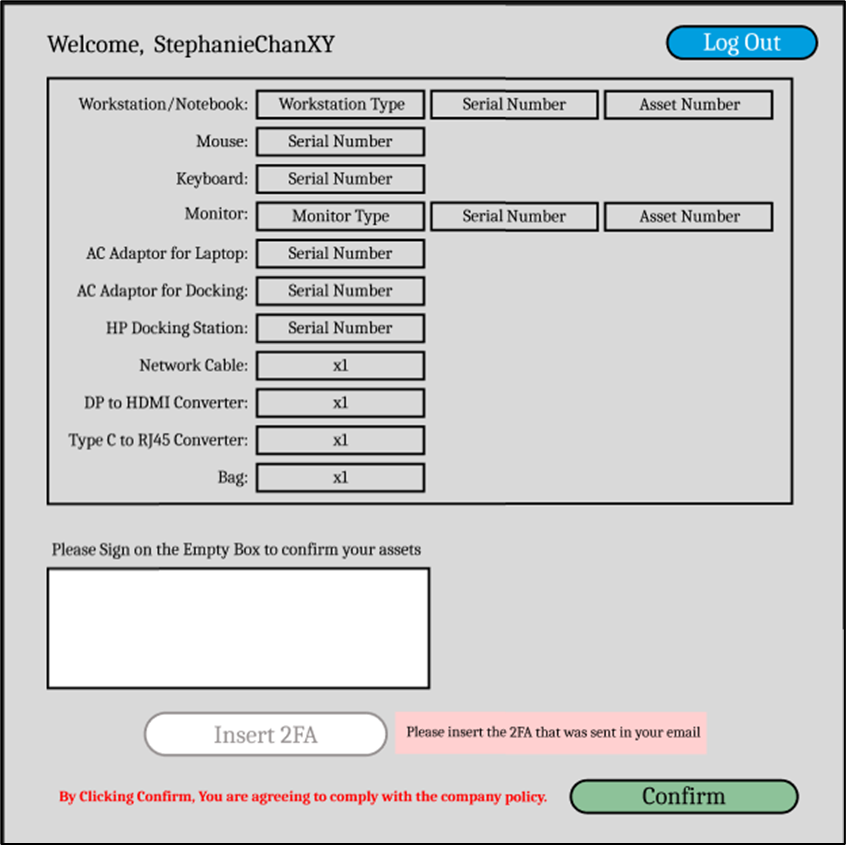 Welcome, StephanieChanXY
Log Out
Workstation/Notebook: Workstation Type Serial Number Asset Number
Mouse: Serial Number
Keyboard: Serial Number
Monitor: Monitor Type Serial Number Asset Number
AC Adaptor for Laptop: Serial Number
AC Adaptor for Docking: Serial Number
HP Docking Station: Serial Number
Network Cable: x1
DP to HDMI Converter: x1
Type C to RJ45 Converter: x1
Bag: x1
Please Sign on the Empty Box to confirm your assets
Insert 2FA
Please insert the 2FA that was sent in your email
By Clicking Confirm, You are agreeing to comply with the company policy.
Confirm